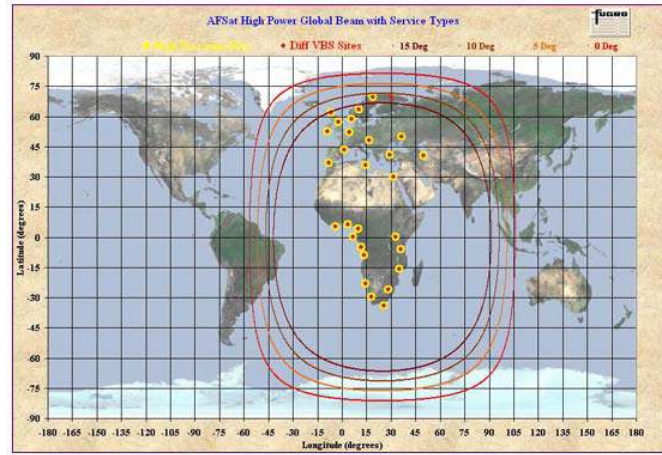 AFSat High Power Global Beam with Service Types
fugro
Diff VBS Sites
15 Deg
10 Deg
5 Deg
0 Deg
90
75
60
45
30
15
0
-15
-30
-45
-60
-75
-90
Latitude (degrees)
-180 -165 -150 -135 -120 -105 -90 -75 -60 -45 -30 -15 0 15 30 45 60 75 90 105 120 135 150 165 180
Longitude (degrees)